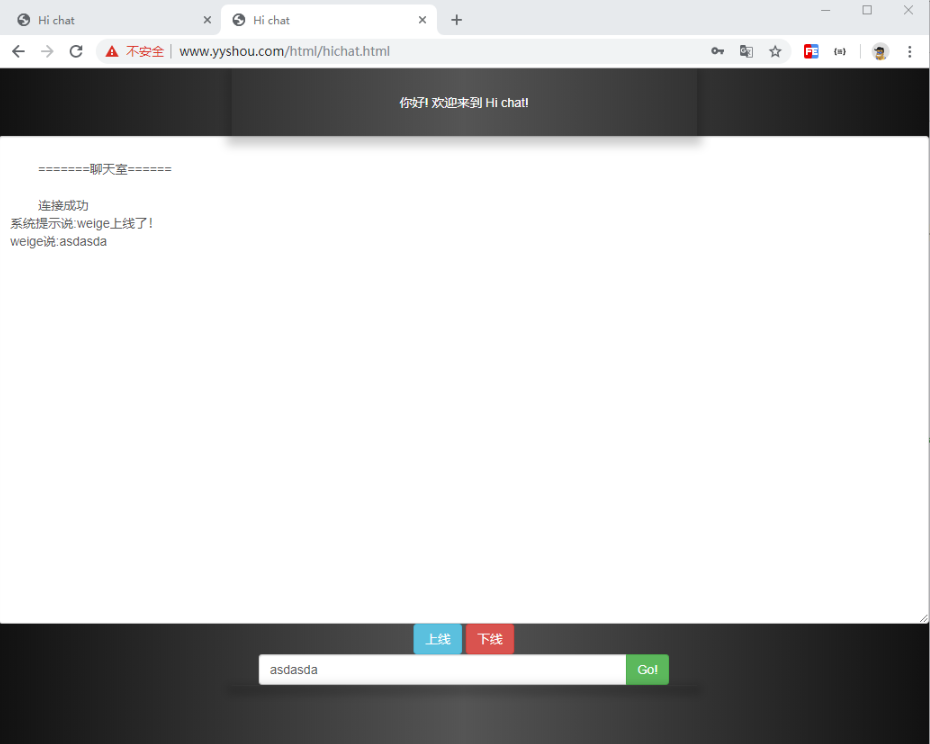 Hi chat
Hi chat
不安全 www.yyshou.com/html/hichat.html
你好! 欢迎来到 Hi chat!
=======聊天室======
连接成功
系统提示说:weige上线了!
weige说:asdasda
上线 下线
asdasda Go!